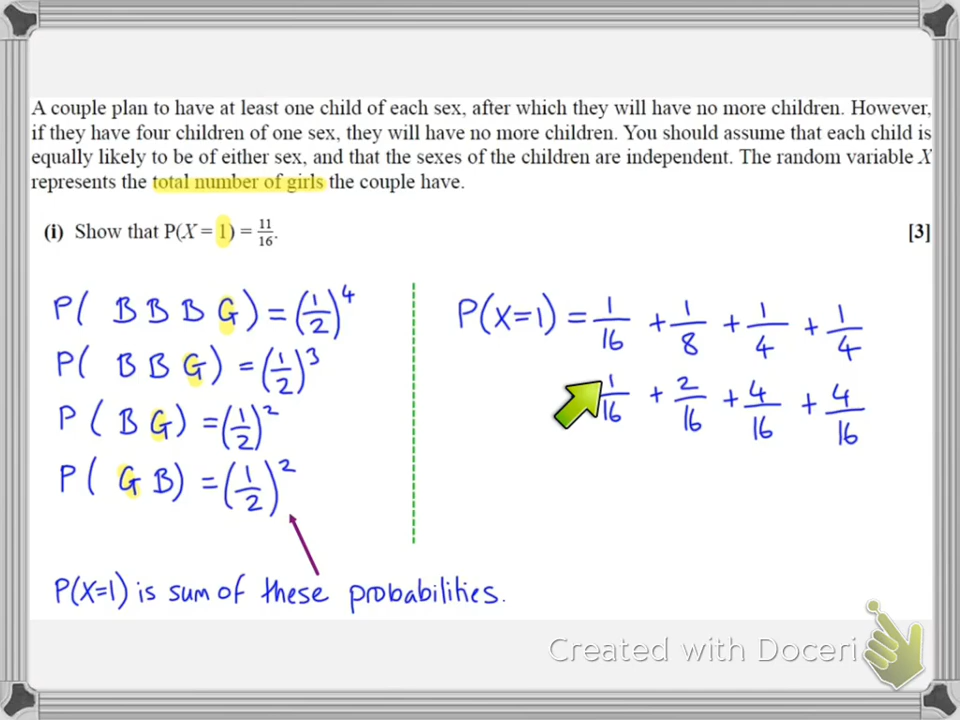 A couple plan to have at least one child of each sex, after which they will have no more children. However,
if they have four children of one sex, they will have no more children. You should assume that each child is
equally likely to be of either sex, and that the sexes of the children are independent. The random variable X
represents the total number of girls the couple have.
(i) Show that P(X = 1) = 11/16. [3]
P( B B B G ) = (1/2)^4
P( B B G ) = (1/2)^3
P( B G ) = (1/2)^2
P( G B ) = (1/2)^2
P(X=1) is sum of these probabilities.
P(X=1) = 1/16 + 1/8 + 1/4 + 1/4
1/16 + 2/16 + 4/16 + 4/16
Created with Doceri